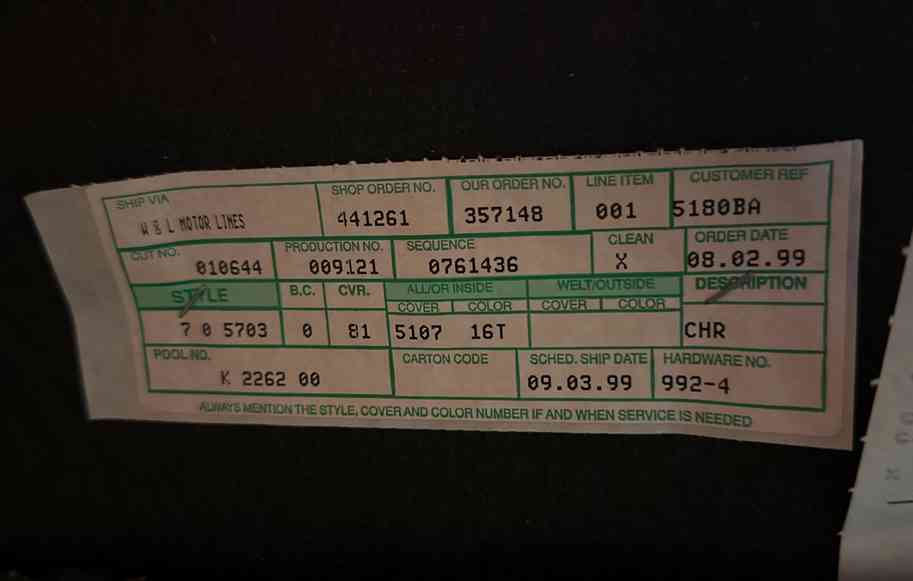 SHIP VIA SHOP ORDER NO. OUR ORDER NO. LINE ITEM CUSTOMER REF
W & L MOTOR LINES 441261 357148 001 5180BA
CUT NO. PRODUCTION NO. SEQUENCE CLEAN ORDER DATE
010644 009121 0761436 X 08.02.99
STYLE B.C. CVR. ALL/OR INSIDE WELT/OUTSIDE DESCRIPTION
COVER COLOR COVER COLOR
7 0 5703 0 81 5107 16T CHR
POOL NO. CARTON CODE SCHED. SHIP DATE HARDWARE NO.
K 2262 00 09.03.99 992-4
ALWAYS MENTION THE STYLE, COVER AND COLOR NUMBER IF AND WHEN SERVICE IS NEEDED